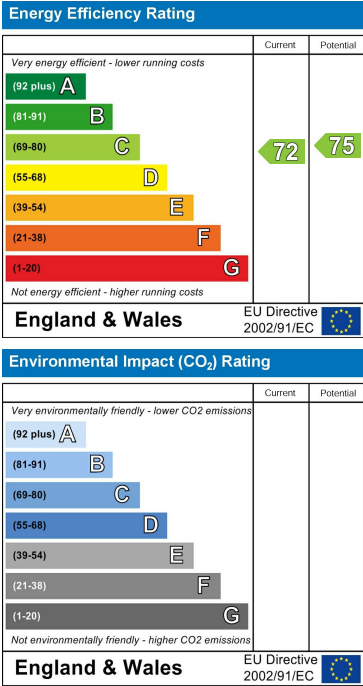 Energy Efficiency Rating
Current Potential
Very energy efficient - lower running costs
(92 plus) A
(81-91) B
(69-80) C
72 75
(55-68) D
(39-54) E
(21-38) F
(1-20) G
Not energy efficient - higher running costs
England & Wales
EU Directive
2002/91/EC
Environmental Impact (CO₂) Rating
Current Potential
Very environmentally friendly - lower CO2 emissions
(92 plus) A
(81-91) B
(69-80) C
(55-68) D
(39-54) E
(21-38) F
(1-20) G
Not environmentally friendly - higher CO2 emissions
England & Wales
EU Directive
2002/91/EC